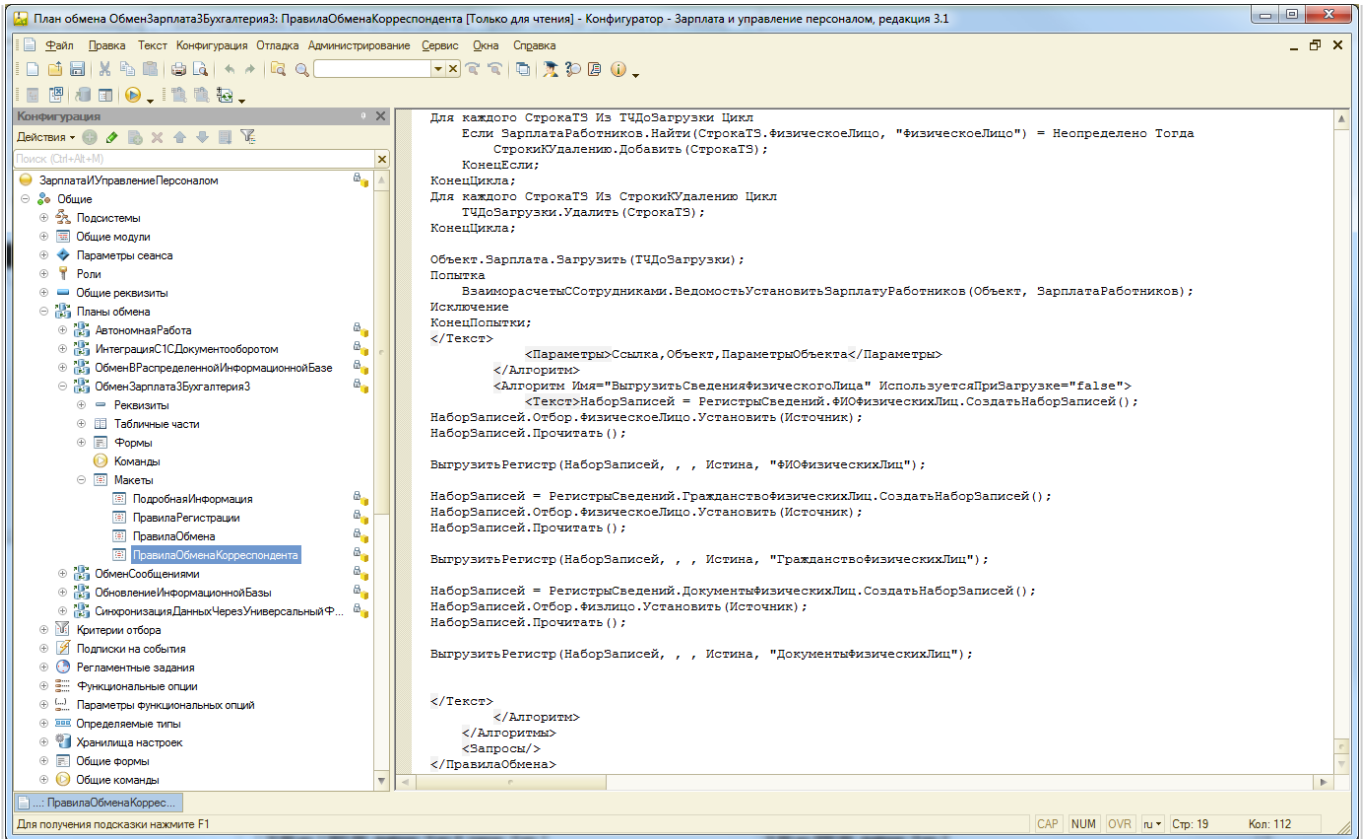 План обмена ОбменЗарплата3Бухгалтерия3: ПравилаОбменаКорреспондента [Только для чтения] - Конфигуратор - Зарплата и управление персоналом, редакция 3.1
Файл Правка Текст Конфигурация Отладка Администрирование Сервис Окна Справка
Конфигурация
Действия
Поиск (Ctrl+Alt+M)
ЗарплатаИУправлениеПерсоналом
Общие
Подсистемы
Общие модули
Параметры сеанса
Роли
Общие реквизиты
Планы обмена
АвтономнаяРабота
ИнтеграцияС1СДокументооборотом
ОбменВРаспределеннойИнформационнойБазе
ОбменЗарплата3Бухгалтерия3
Реквизиты
Табличные части
Формы
Команды
Макеты
ПодробнаяИнформация
ПравилаРегистрации
ПравилаОбмена
ПравилаОбменаКорреспондента
ОбменСообщениями
ОбновлениеИнформационнойБазы
СинхронизацияДанныхЧерезУниверсальныйФ...
Критерии отбора
Подписки на события
Регламентные задания
Функциональные опции
Параметры функциональных опций
Определяемые типы
Хранилища настроек
Общие формы
Общие команды
Для каждого СтрокаТЗ Из ТЧДоЗагрузки Цикл
Если ЗарплатаРаботников.Найти(СтрокаТЗ.ФизическоеЛицо, "ФизическоеЛицо") = Неопределено Тогда
СтрокиКУдалению.Добавить(СтрокаТЗ);
КонецЕсли;
КонецЦикла;
Для каждого СтрокаТЗ Из СтрокиКУдалению Цикл
ТЧДоЗагрузки.Удалить(СтрокаТЗ);
КонецЦикла;
Объект.Зарплата.Загрузить(ТЧДоЗагрузки);
Попытка
ВзаиморасчетыССотрудниками.ВедомостьУстановитьЗарплатуРаботников(Объект, ЗарплатаРаботников);
Исключение
КонецПопытки;
</Текст>
<Параметры>Ссылка,Объект,ПараметрыОбъекта</Параметры>
</Алгоритм>
<Алгоритм Имя="ВыгрузитьСведенияФизическогоЛица" ИспользуетсяПриЗагрузке="false">
<Текст>НаборЗаписей = РегистрыСведений.ФИОФизическихЛиц.СоздатьНаборЗаписей();
НаборЗаписей.Отбор.ФизическоеЛицо.Установить(Источник);
НаборЗаписей.Прочитать();
ВыгрузитьРегистр(НаборЗаписей, , , Истина, "ФИОФизическихЛиц");
НаборЗаписей = РегистрыСведений.ГражданствоФизическихЛиц.СоздатьНаборЗаписей();
НаборЗаписей.Отбор.ФизическоеЛицо.Установить(Источник);
НаборЗаписей.Прочитать();
ВыгрузитьРегистр(НаборЗаписей, , , Истина, "ГражданствоФизическихЛиц");
НаборЗаписей = РегистрыСведений.ДокументыФизическихЛиц.СоздатьНаборЗаписей();
НаборЗаписей.Отбор.Физлицо.Установить(Источник);
НаборЗаписей.Прочитать();
ВыгрузитьРегистр(НаборЗаписей, , , Истина, "ДокументыФизическихЛиц");
</Текст>
</Алгоритм>
</Алгоритмы>
<Запросы/>
</ПравилаОбмена>
...: ПравилаОбменаКоррес...
Для получения подсказки нажмите F1
CAP NUM OVR ru Стр: 19 Кол: 112